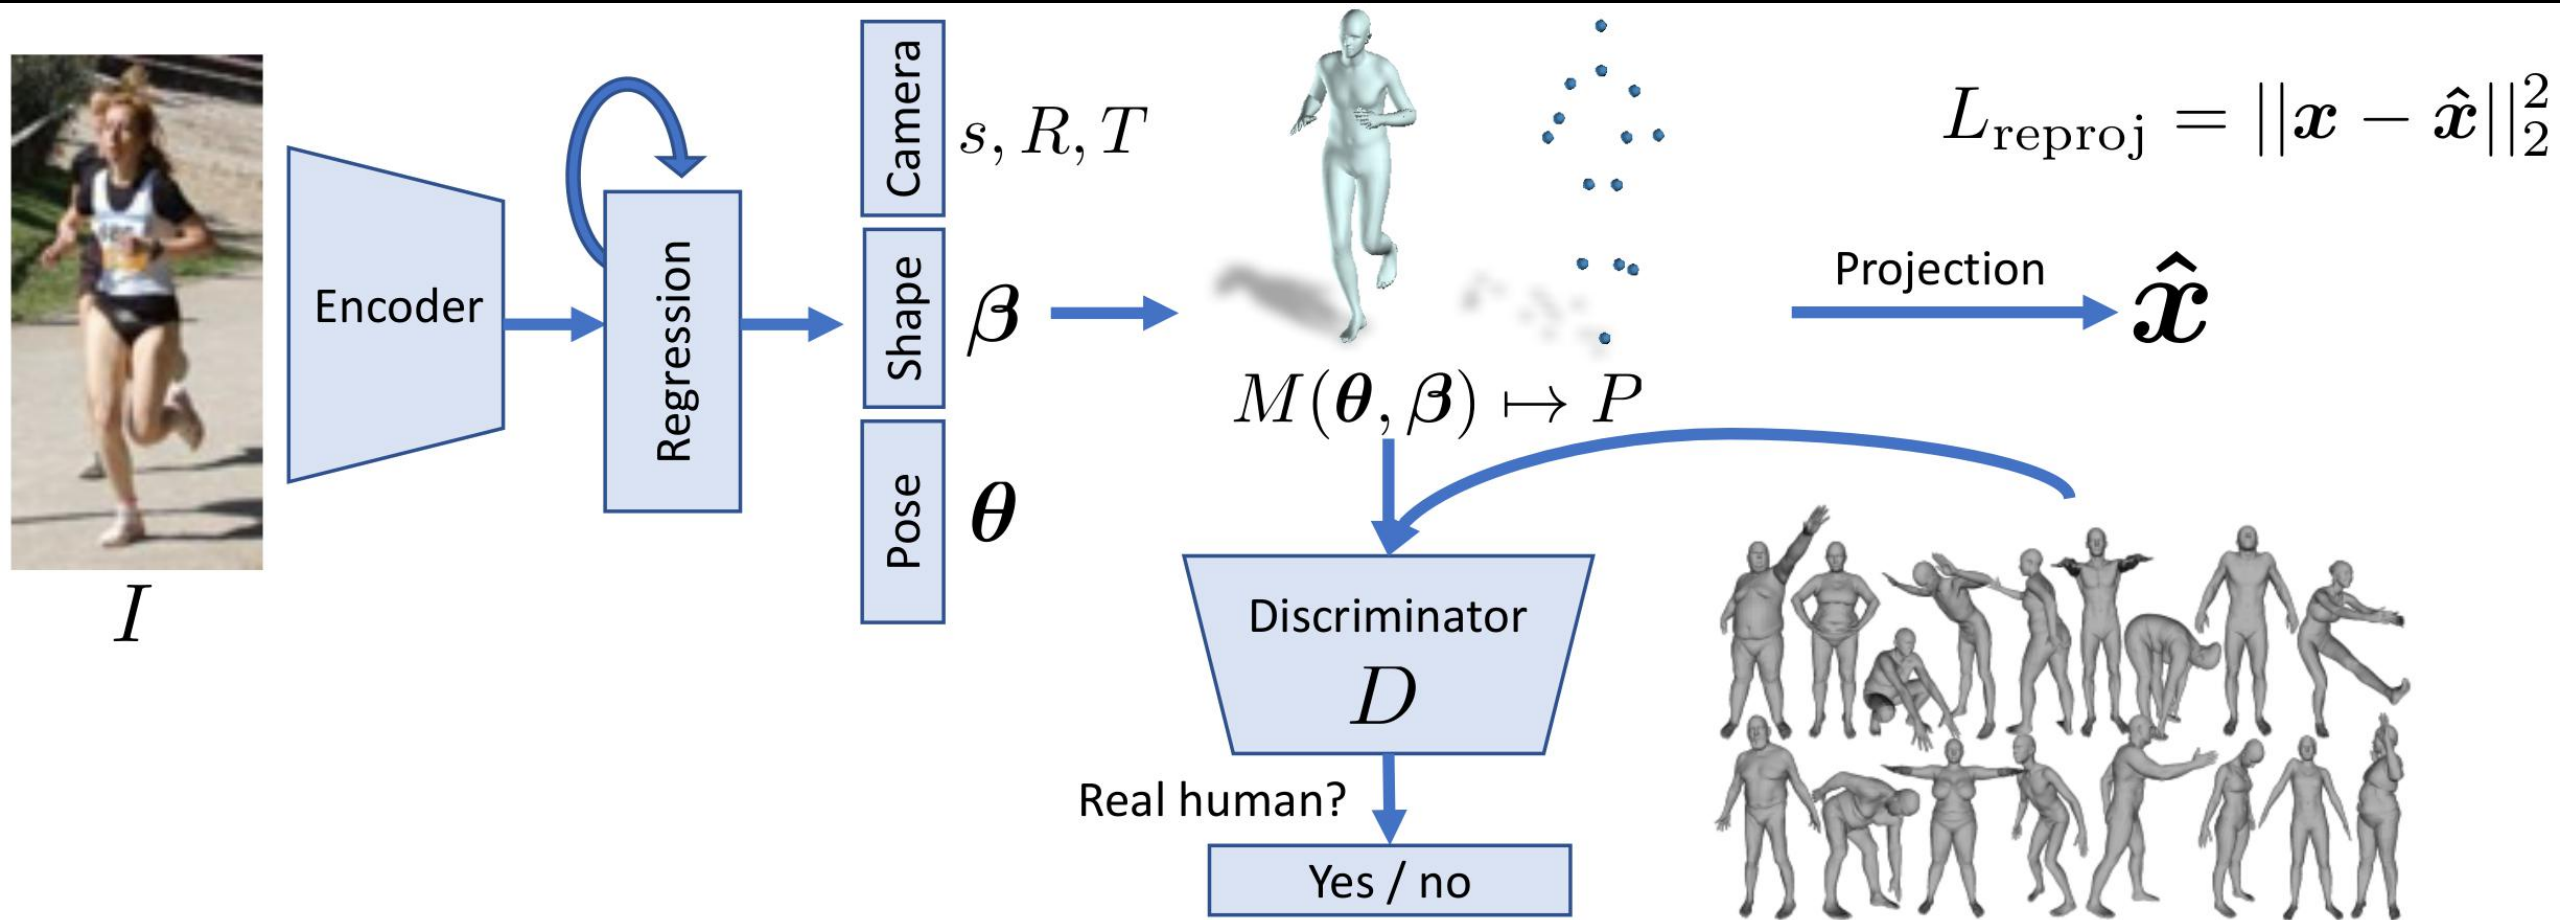 I
Encoder
Regression
Camera
s, R, T
Shape
β
Pose
θ
M(θ, β) ↦ P
L_reproj = ||x − x̂||₂²
Projection
x̂
Discriminator
D
Real human?
Yes / no